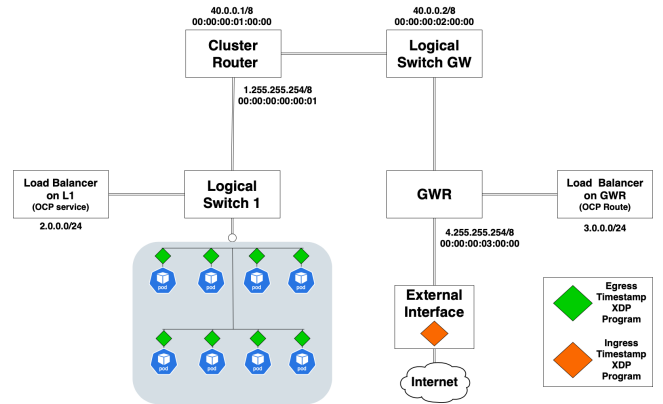 40.0.0.1/8
00:00:00:01:00:00
40.0.0.2/8
00:00:00:02:00:00
Cluster
Router
Logical
Switch GW
1.255.255.254/8
00:00:00:00:00:01
Load Balancer
on L1
(OCP service)
2.0.0.0/24
Logical
Switch 1
GWR
Load Balancer
on GWR
(OCP Route)
3.0.0.0/24
4.255.255.254/8
00:00:00:03:00:00
pod
pod
pod
pod
pod
pod
pod
pod
External
Interface
Internet
Egress
Timestamp
XDP
Program
Ingress
Timestamp
XDP
Program